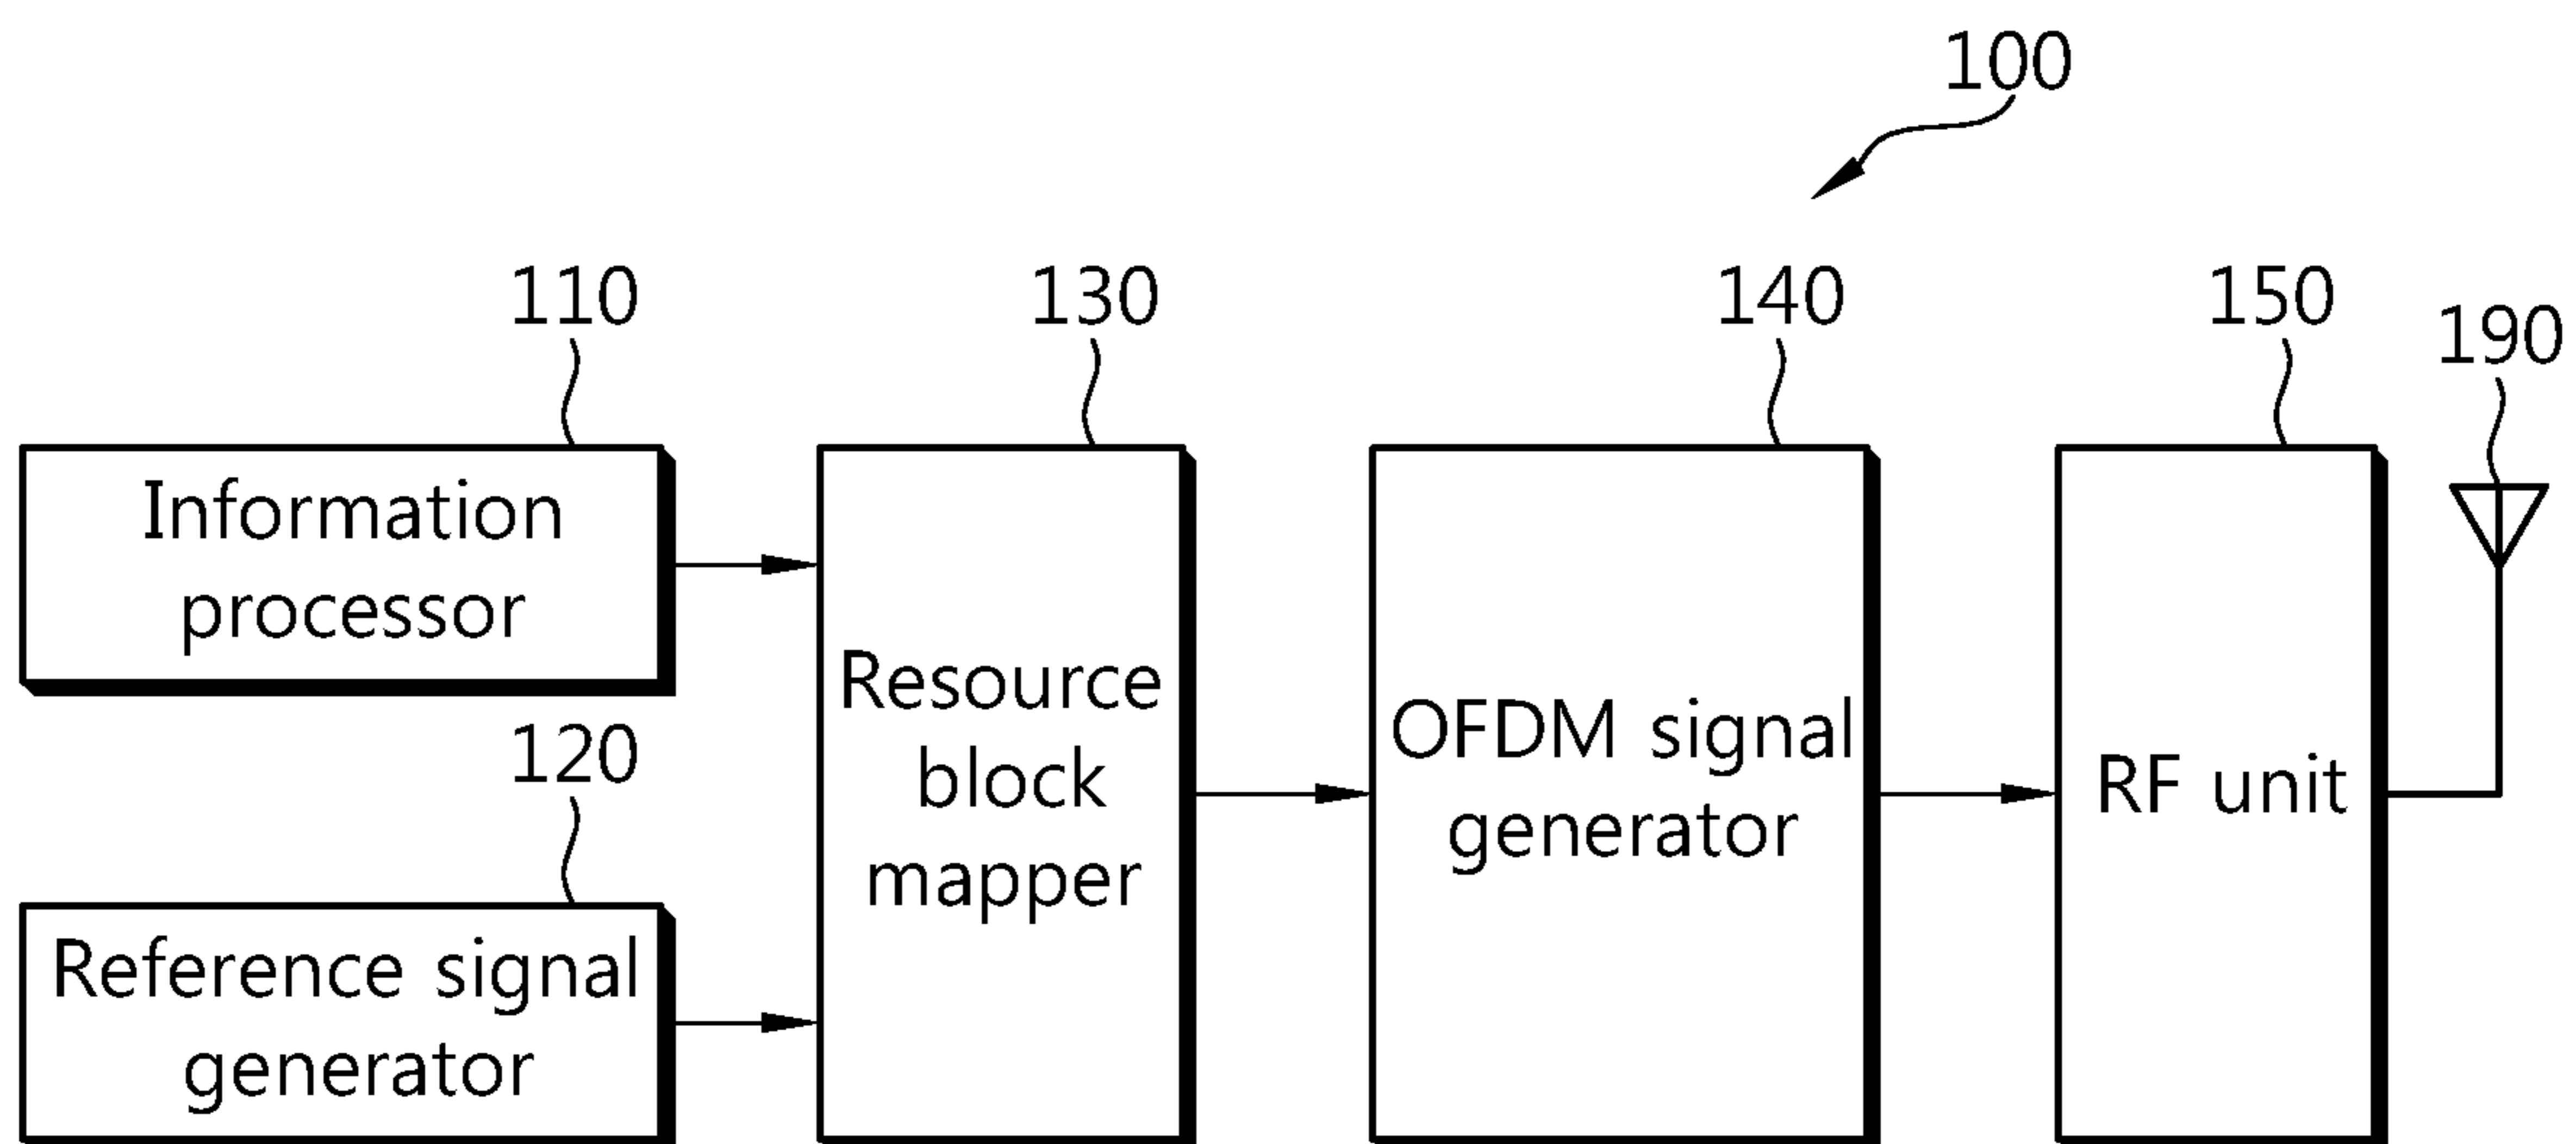 100
110
130
140
150
190
Information
processor
120
Reference signal
generator
Resource
block
mapper
OFDM signal
generator
RF unit